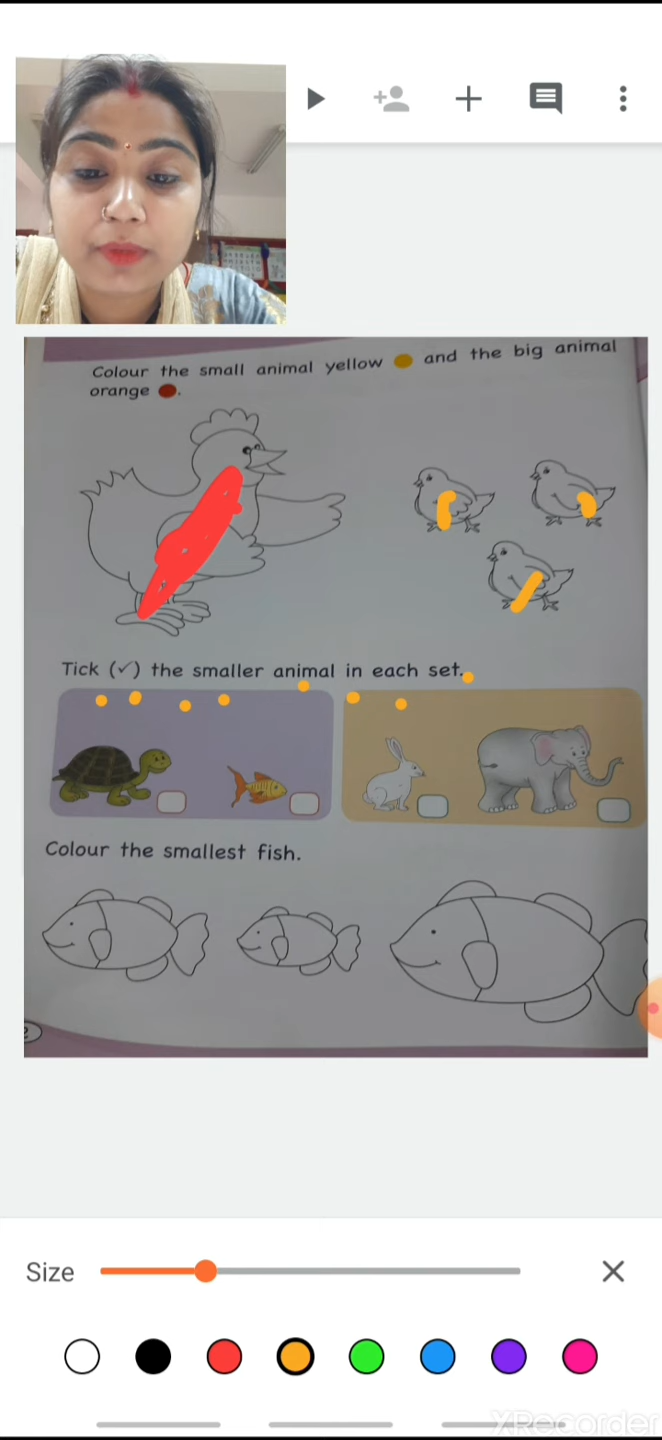 Colour the small animal yellow and the big animal
orange .
Tick (✓) the smaller animal in each set.
Colour the smallest fish.
Size
XRecorder